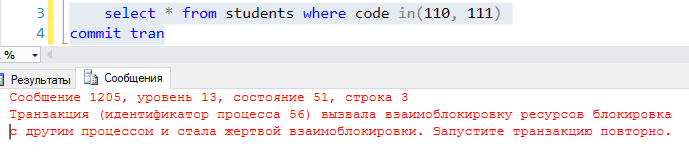 3 select * from students where code in(110, 111)
4 commit tran
%
Результаты Сообщения
Сообщение 1205, уровень 13, состояние 51, строка 3
Транзакция (идентификатор процесса 56) вызвала взаимоблокировку ресурсов блокировка
с другим процессом и стала жертвой взаимоблокировки. Запустите транзакцию повторно.